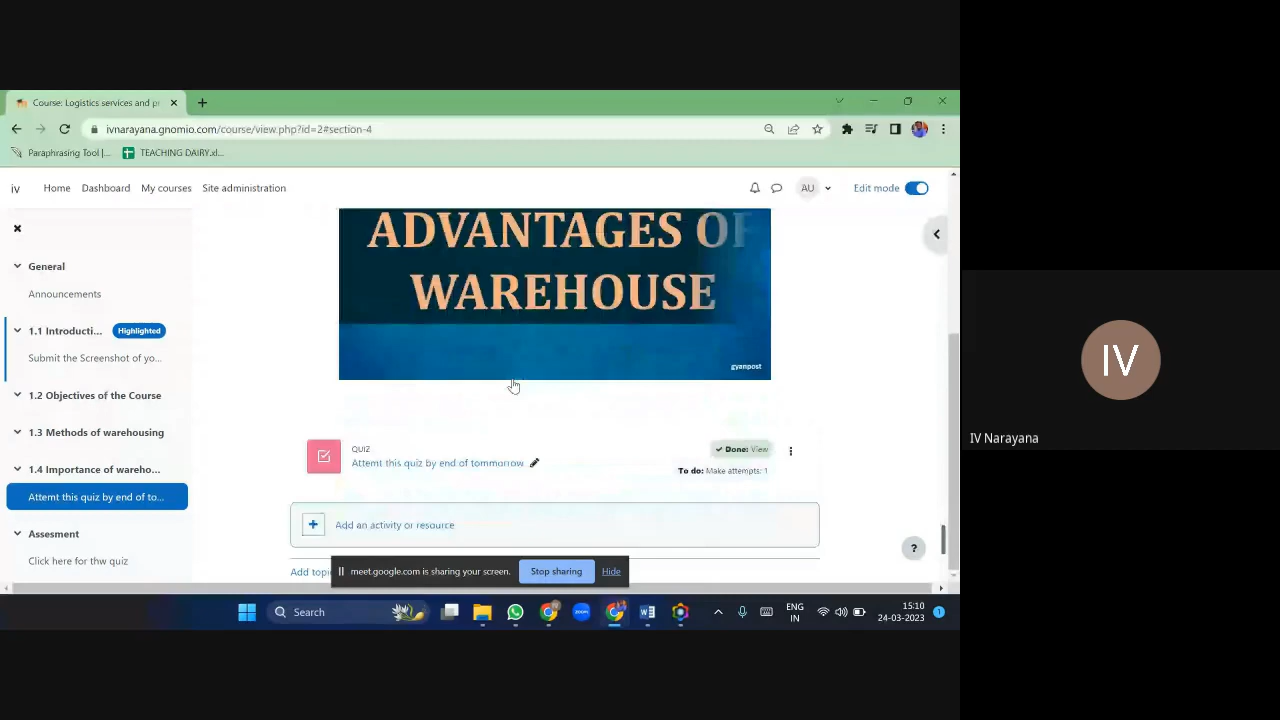 Course: Logistics services and pr
ivnarayana.gnomio.com/course/view.php?id=2#section-4
Paraphrasing Tool |...
TEACHING DAIRY.xl...
iv
Home
Dashboard
My courses
Site administration
AU
Edit mode
General
Announcements
1.1 Introducti...
Highlighted
Submit the Screenshot of yo...
1.2 Objectives of the Course
1.3 Methods of warehousing
1.4 Importance of wareho...
Attemt this quiz by end of to...
Assesment
Click here for thw quiz
ADVANTAGES OF
WAREHOUSE
gyanpost
QUIZ
Attemt this quiz by end of tommorrow
Done: View
To do: Make attempts: 1
Add an activity or resource
Add topi
?
meet.google.com is sharing your screen.
Stop sharing
Hide
Search
ENG
IN
15:10
24-03-2023
1
IV
IV Narayana